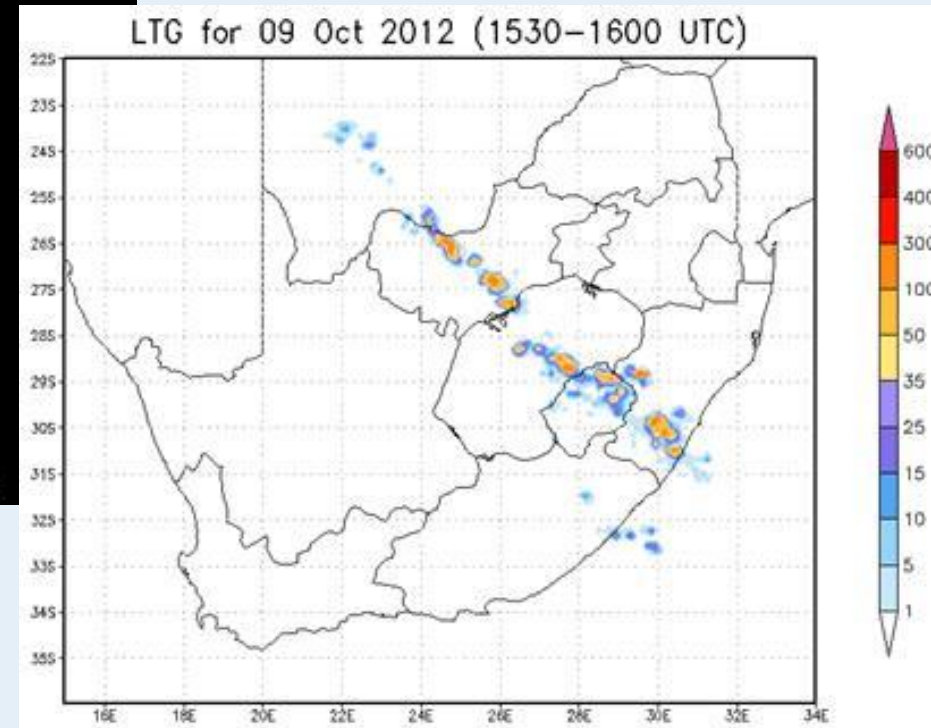 LTG for 09 Oct 2012 (1530-1600 UTC)
22S
23S
24S
25S
26S
27S
28S
29S
30S
31S
32S
33S
34S
35S
16E
18E
20E
22E
24E
26E
28E
30E
32E
34E
600
400
300
100
50
35
25
15
10
5
1